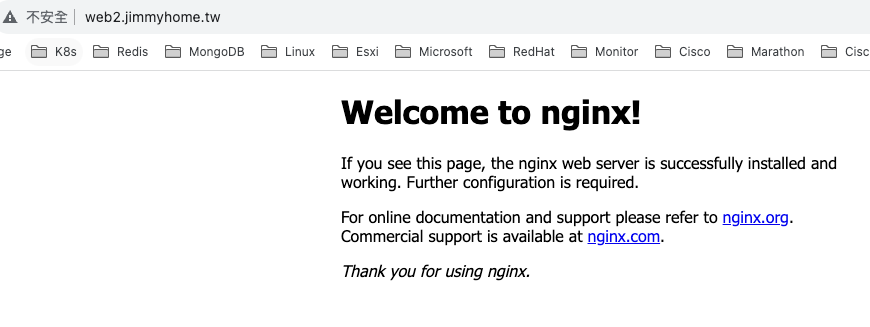 不安全 web2.jimmyhome.tw
ge K8s Redis MongoDB Linux Esxi Microsoft RedHat Monitor Cisco Marathon Cisc
Welcome to nginx!
If you see this page, the nginx web server is successfully installed and
working. Further configuration is required.
For online documentation and support please refer to nginx.org.
Commercial support is available at nginx.com.
Thank you for using nginx.